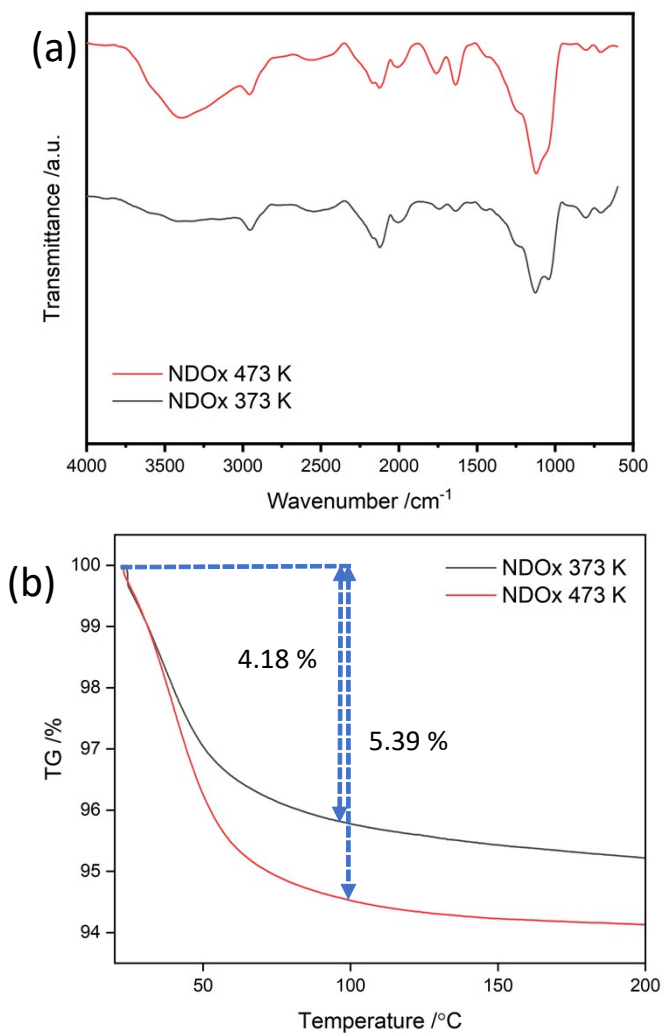 (a)
Transmittance /a.u.
NDOx 473 K
NDOx 373 K
4000 3500 3000 2500 2000 1500 1000 500
Wavenumber /cm⁻¹
(b)
NDOx 373 K
NDOx 473 K
100
99
98
97
96
95
94
4.18 %
5.39 %
TG /%
50 100 150 200
Temperature /°C